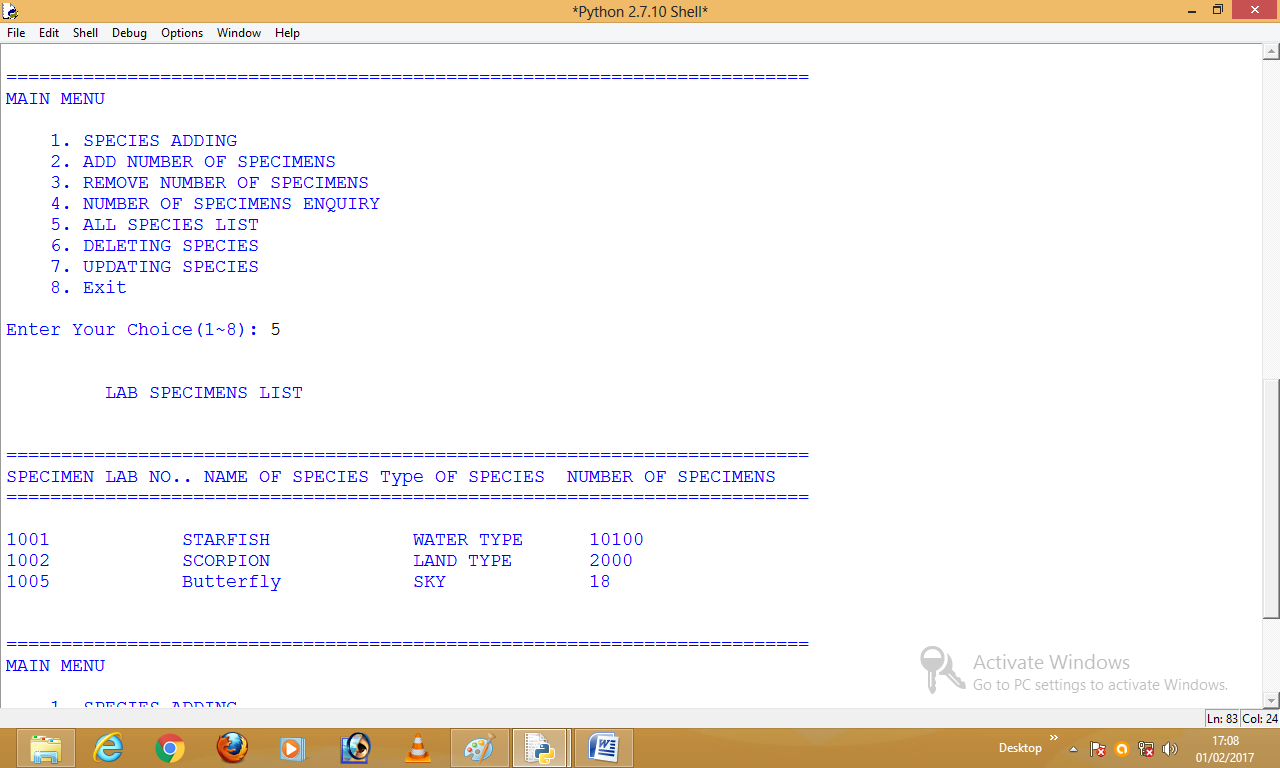 *Python 2.7.10 Shell*
File Edit Shell Debug Options Window Help
========================================================================= 
MAIN MENU
1. SPECIES ADDING
2. ADD NUMBER OF SPECIMENS
3. REMOVE NUMBER OF SPECIMENS
4. NUMBER OF SPECIMENS ENQUIRY
5. ALL SPECIES LIST
6. DELETING SPECIES
7. UPDATING SPECIES
8. Exit
Enter Your Choice(1~8): 5
LAB SPECIMENS LIST
=========================================================================
SPECIMEN LAB NO.. NAME OF SPECIES Type OF SPECIES  NUMBER OF SPECIMENS
=========================================================================
1001 STARFISH WATER TYPE 10100
1002 SCORPION LAND TYPE 2000
1005 Butterfly SKY 18
=========================================================================
MAIN MENU
1. SPECIES ADDING
Activate Windows
Go to PC settings to activate Windows.
Ln: 83 Col: 24
Desktop
17:08
01/02/2017